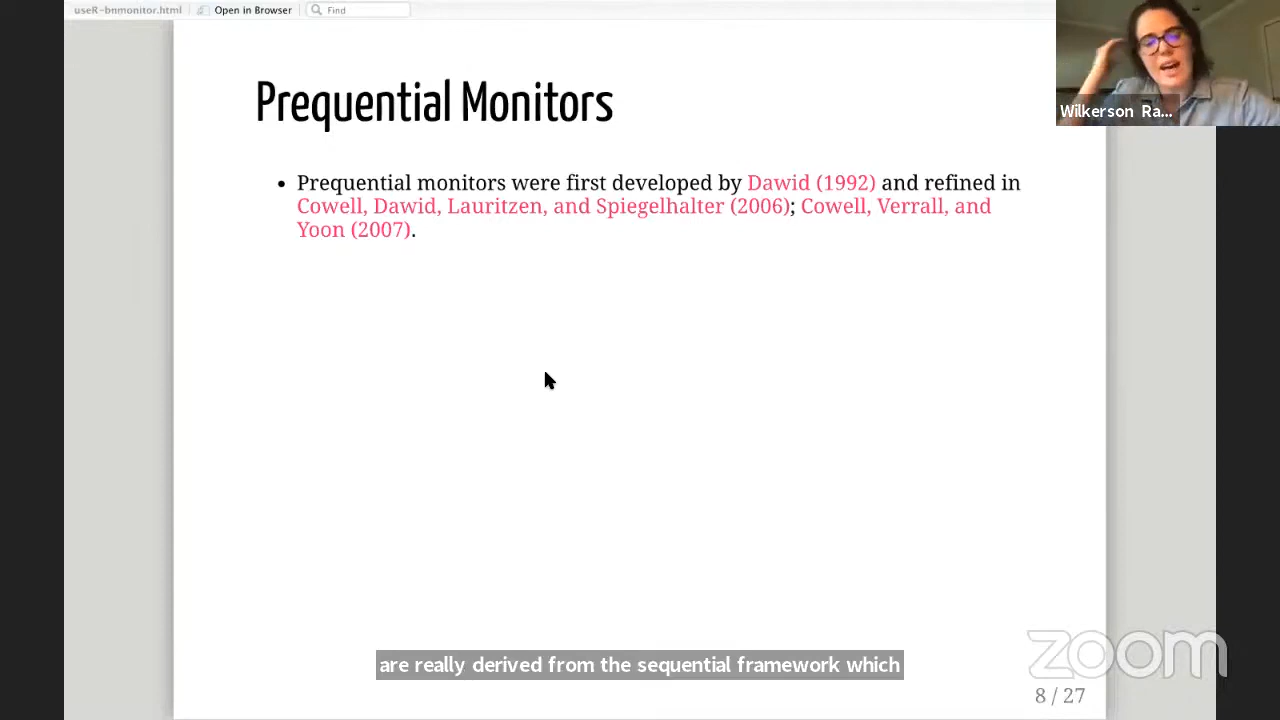 useR-bnmonitor.html
Open in Browser
Find
Wilkerson Ra...
Prequential Monitors
• Prequential monitors were first developed by Dawid (1992) and refined in
Cowell, Dawid, Lauritzen, and Spiegelhalter (2006); Cowell, Verrall, and
Yoon (2007).
are really derived from the sequential framework which
zoom
8 / 27